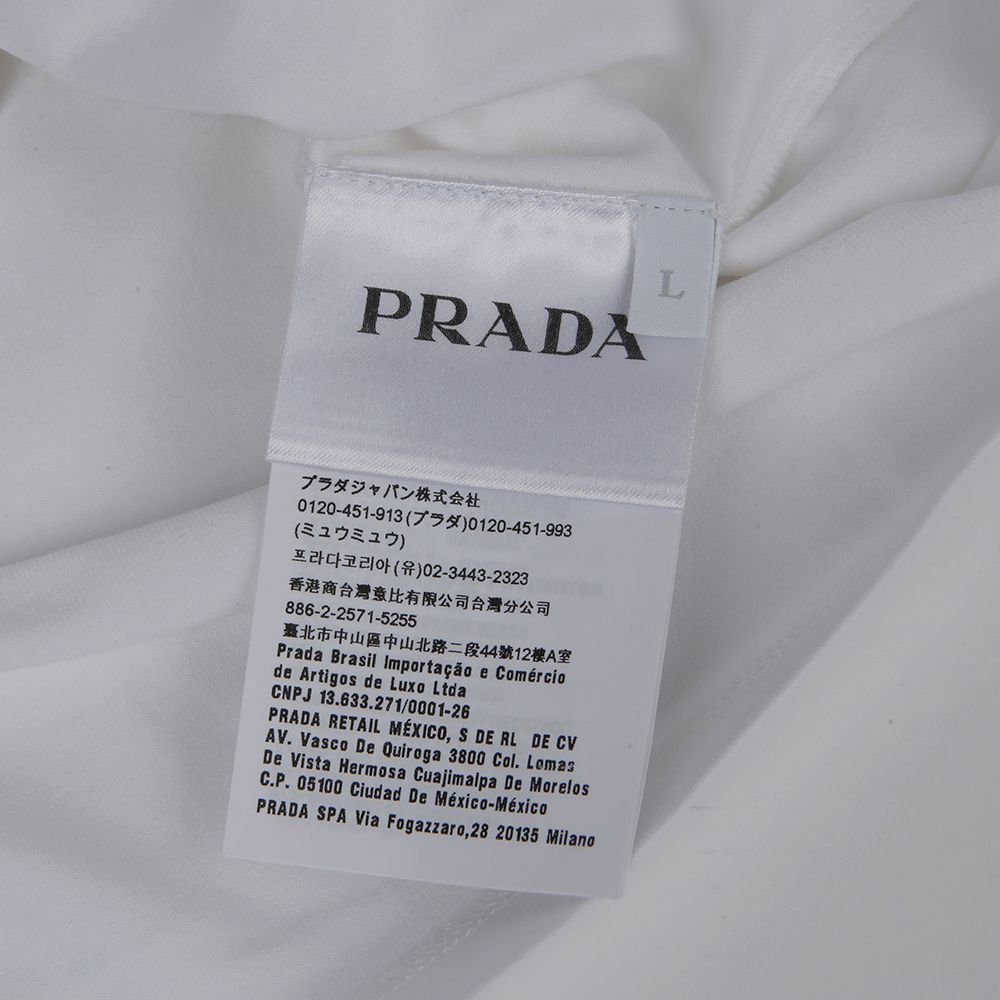 PRADA
L
プラダジャパン株式会社
0120-451-913(プラダ)0120-451-993
(ミュウミュウ)
프라다코리아(유)02-3443-2323
香港商台灣意比有限公司台灣分公司
886-2-2571-5255
臺北市中山區中山北路二段44號12樓A室
Prada Brasil Importação e Comércio
de Artigos de Luxo Ltda
CNPJ 13.633.271/0001-26
PRADA RETAIL MÉXICO, S DE RL DE CV
AV. Vasco De Quiroga 3800 Col. Lomas
De Vista Hermosa Cuajimalpa De Morelos
C.P. 05100 Ciudad De México-México
PRADA SPA Via Fogazzaro,28 20135 Milano